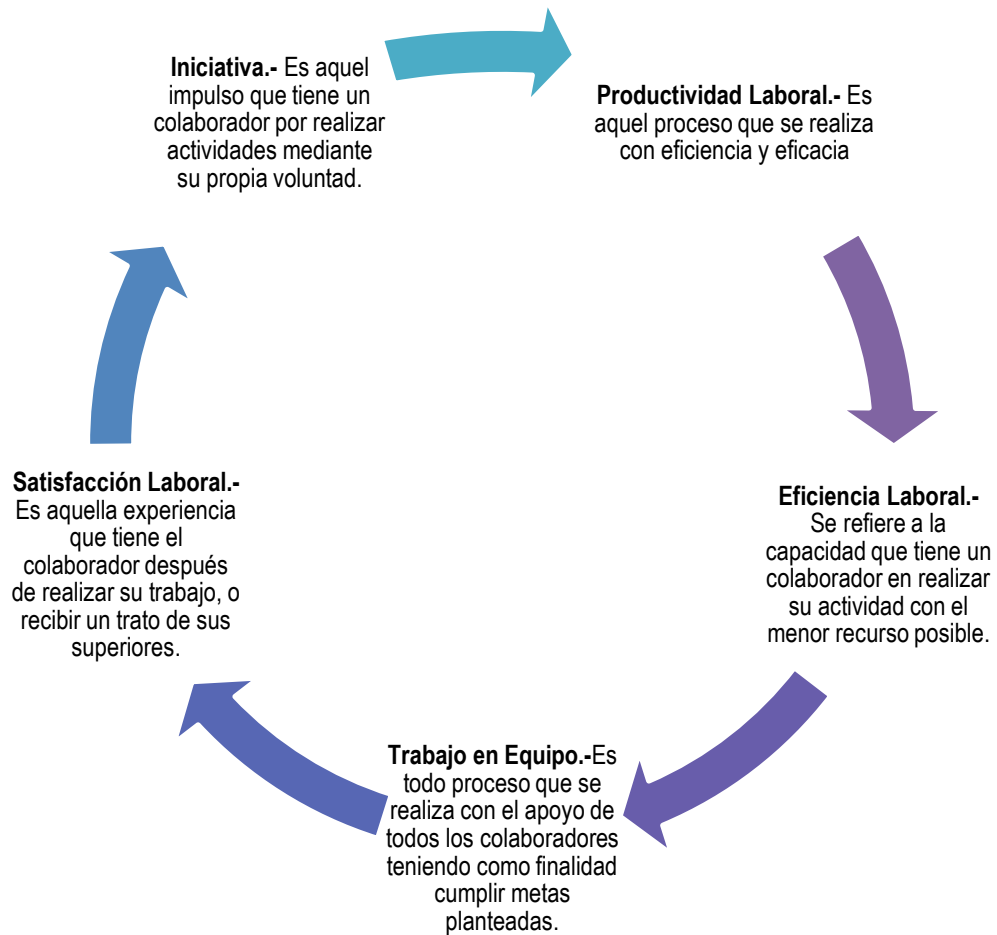 Iniciativa.- Es aquel
impulso que tiene un
colaborador por realizar
actividades mediante
su propia voluntad.
Productividad Laboral.- Es
aquel proceso que se realiza
con eficiencia y eficacia
Eficiencia Laboral.-
Se refiere a la
capacidad que tiene un
colaborador en realizar
su actividad con el
menor recurso posible.
Trabajo en Equipo.-Es
todo proceso que se
realiza con el apoyo de
todos los colaboradores
teniendo como finalidad
cumplir metas
planteadas.
Satisfacción Laboral.-
Es aquella experiencia
que tiene el
colaborador después
de realizar su trabajo, o
recibir un trato de sus
superiores.